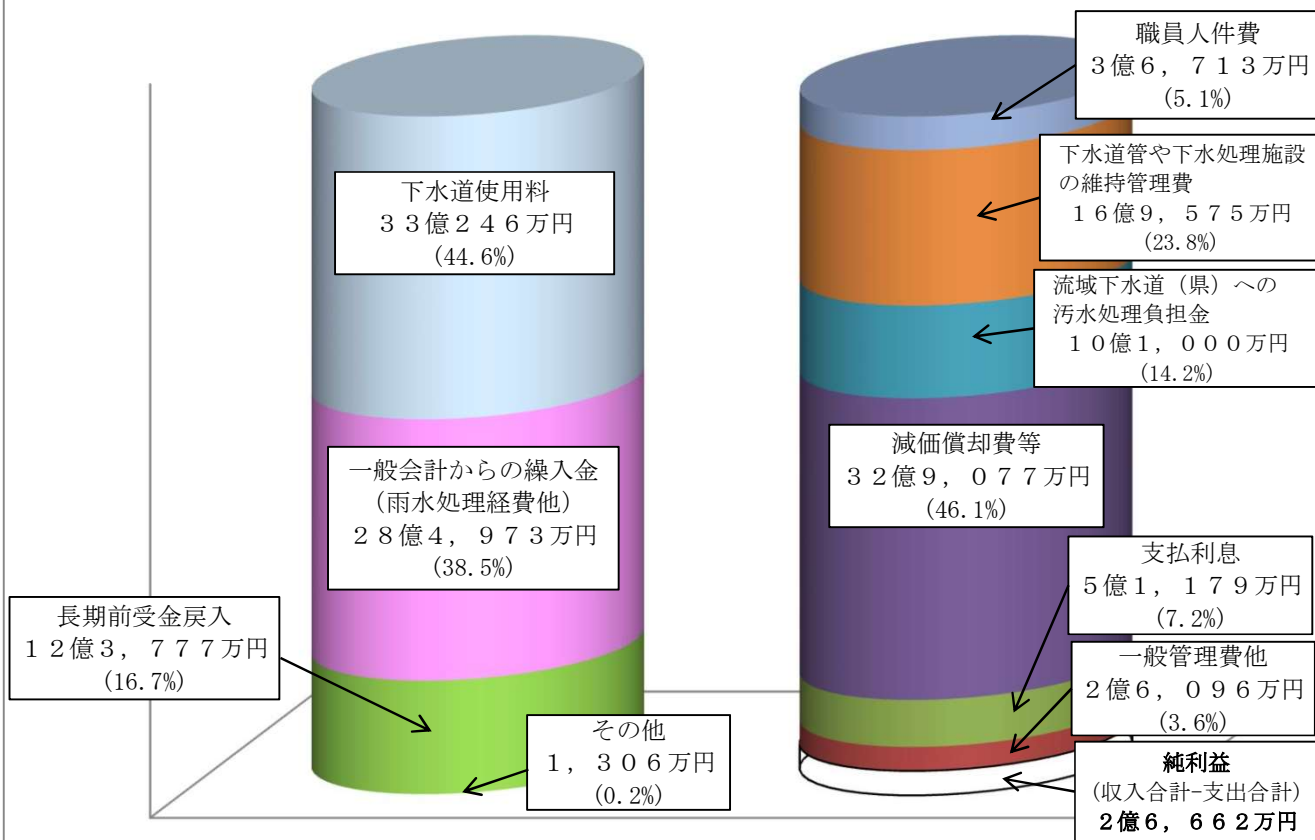 下水道使用料
３３億２４６万円
(44.6%)
一般会計からの繰入金
(雨水処理経費他)
２８億４，９７３万円
(38.5%)
長期前受金戻入
１２億３，７７７万円
(16.7%)
その他
１，３０６万円
(0.2%)
職員人件費
３億６，７１３万円
(5.1%)
下水道管や下水処理施設
の維持管理費
１６億９，５７５万円
(23.8%)
流域下水道（県）への
汚水処理負担金
１０億１，０００万円
(14.2%)
減価償却費等
３２億９，０７７万円
(46.1%)
支払利息
５億１，１７９万円
(7.2%)
一般管理費他
２億６，０９６万円
(3.6%)
純利益
(収入合計-支出合計)
２億６，６６２万円